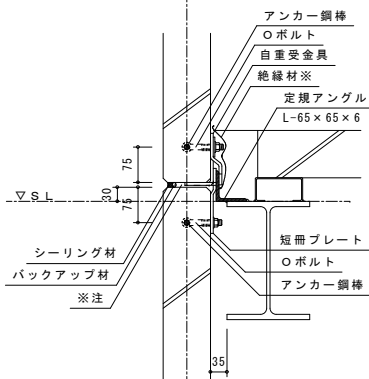 アンカー鋼棒
Oボルト
自重受金具
絶縁材※
定規アングル
L-65×65×6
75
30
75
▽SL
シーリング材
バックアップ材
※注
短冊プレート
Oボルト
アンカー鋼棒
35